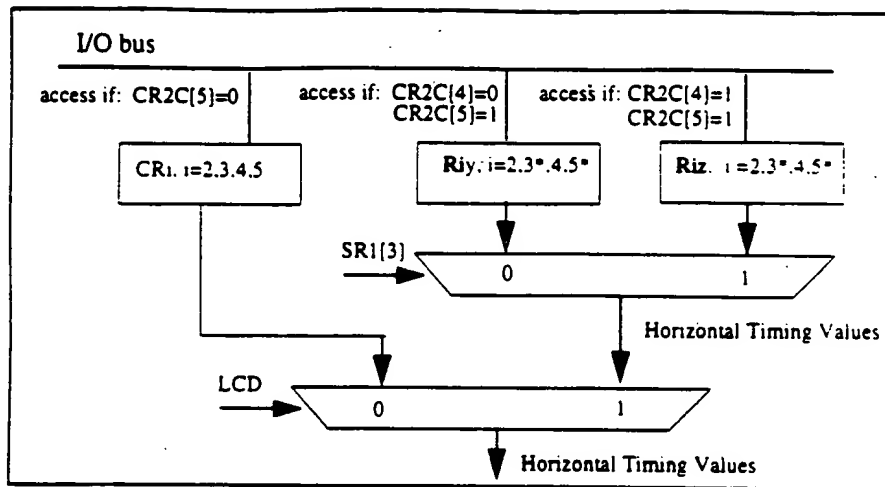 I/O bus
access if: CR2C[5]=0
access if: CR2C[4]=0
CR2C[5]=1
access if: CR2C[4]=1
CR2C[5]=1
CRi. i=2.3.4.5
Riy, i=2.3*.4.5*
Riz. i=2.3*.4.5*
SR1[3]
0
1
Horizontal Timing Values
LCD
0
1
Horizontal Timing Values